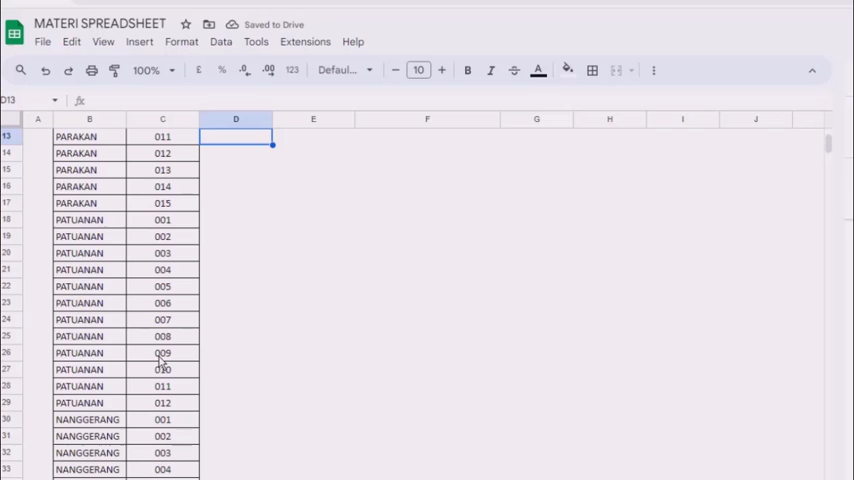 MATERI SPREADSHEET Saved to Drive
File Edit View Insert Format Data Tools Extensions Help
100% £ % .0 .00 123 Defaul... 10 B I A
D13 fx
A B C D E F G H I J
13 PARAKAN 011
14 PARAKAN 012
15 PARAKAN 013
16 PARAKAN 014
17 PARAKAN 015
18 PATUANAN 001
19 PATUANAN 002
20 PATUANAN 003
21 PATUANAN 004
22 PATUANAN 005
23 PATUANAN 006
24 PATUANAN 007
25 PATUANAN 008
26 PATUANAN 009
27 PATUANAN 010
28 PATUANAN 011
29 PATUANAN 012
30 NANGGERANG 001
31 NANGGERANG 002
32 NANGGERANG 003
33 NANGGERANG 004